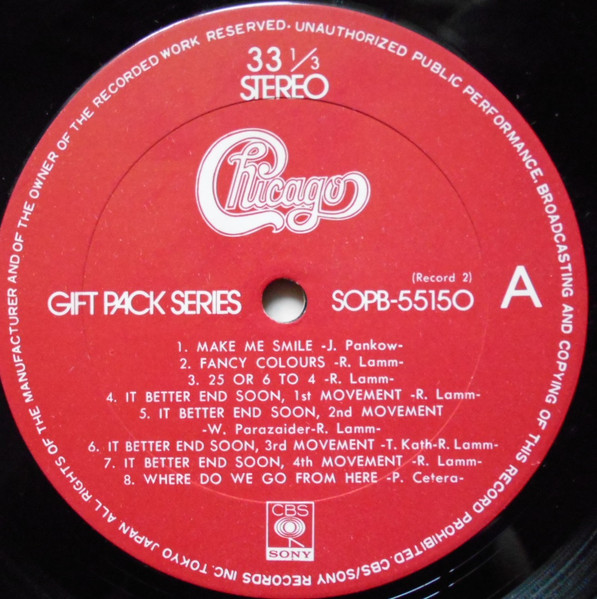 ALL RIGHTS OF THE MANUFACTURER AND OF THE OWNER OF THE RECORDED WORK RESERVED. UNAUTHORIZED PUBLIC PERFORMANCE, BROADCASTING AND COPYING OF THIS RECORD PROHIBITED. CBS/SONY RECORDS INC. TOKYO JAPAN
33 1/3
STEREO
Chicago
(Record 2)
GIFT PACK SERIES SOPB-55150 A
1. MAKE ME SMILE -J. Pankow-
2. FANCY COLOURS -R. Lamm-
3. 25 OR 6 TO 4 -R. Lamm-
4. IT BETTER END SOON, 1st MOVEMENT -R. Lamm-
5. IT BETTER END SOON, 2nd MOVEMENT
-W. Parazaider-R. Lamm-
6. IT BETTER END SOON, 3rd MOVEMENT -T. Kath-R. Lamm-
7. IT BETTER END SOON, 4th MOVEMENT -R. Lamm-
8. WHERE DO WE GO FROM HERE -P. Cetera-
CBS
SONY